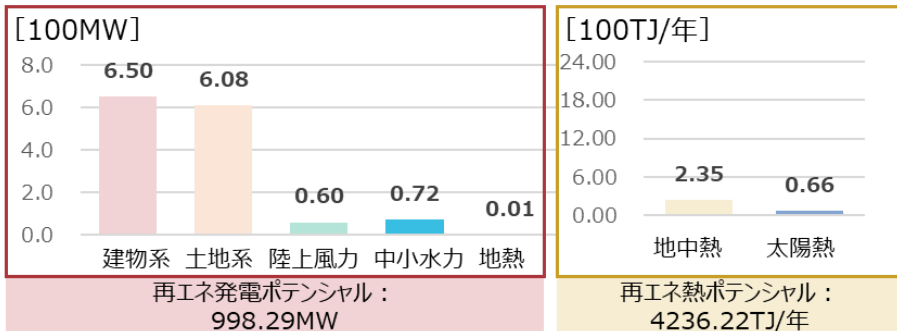 [100MW]
8.0
6.0
4.0
2.0
0.0
6.50
6.08
0.60
0.72
0.01
建物系 土地系 陸上風力 中小水力 地熱
再エネ発電ポテンシャル：
998.29MW
[100TJ/年]
24.00
18.00
12.00
6.00
0.00
2.35
0.66
地中熱 太陽熱
再エネ熱ポテンシャル：
4236.22TJ/年